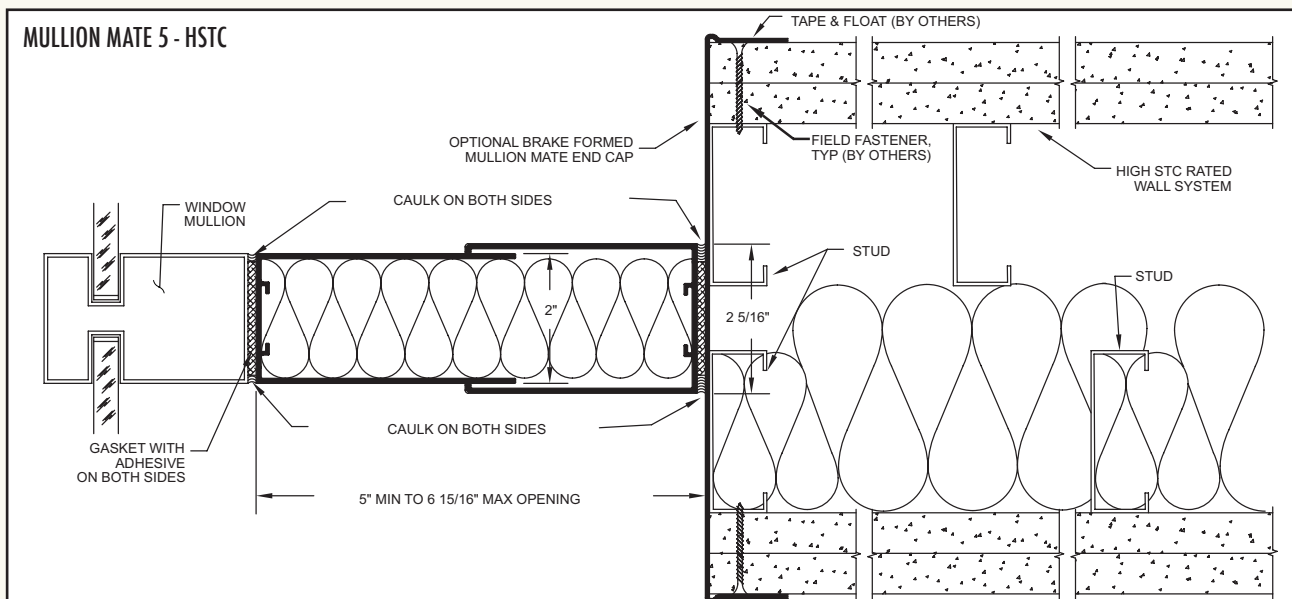 MULLION MATE 5 - HSTC
TAPE & FLOAT (BY OTHERS)
OPTIONAL BRAKE FORMED
MULLION MATE END CAP
FIELD FASTENER,
TYP (BY OTHERS)
HIGH STC RATED
WALL SYSTEM
WINDOW
MULLION
CAULK ON BOTH SIDES
STUD
STUD
2"
2 5/16"
CAULK ON BOTH SIDES
GASKET WITH
ADHESIVE
ON BOTH SIDES
5" MIN TO 6 15/16" MAX OPENING